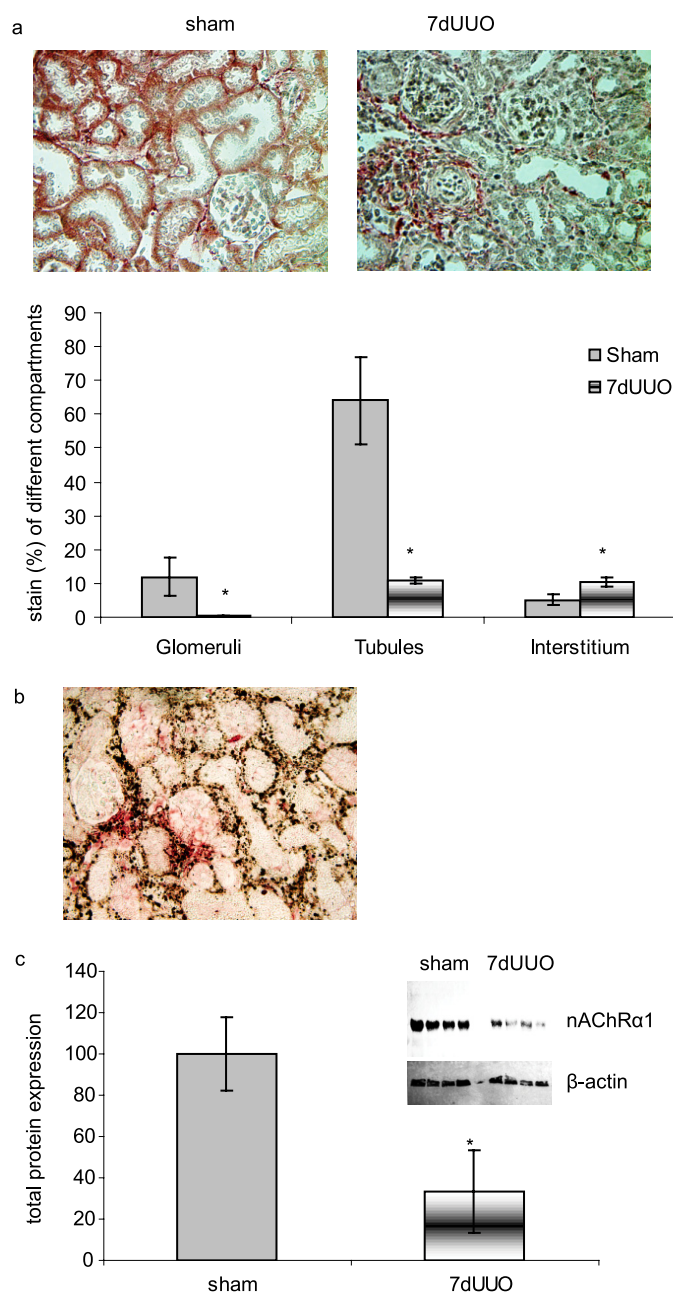 a
sham 7dUUO
stain (%) of different compartments
90
80
70
60
50
40
30
20
10
0
Sham
7dUUO
*
*
*
Glomeruli Tubules Interstitium
b
c
total protein expression
140
120
100
80
60
40
20
0
sham 7dUUO
nAChRα1
β-actin
*
sham 7dUUO